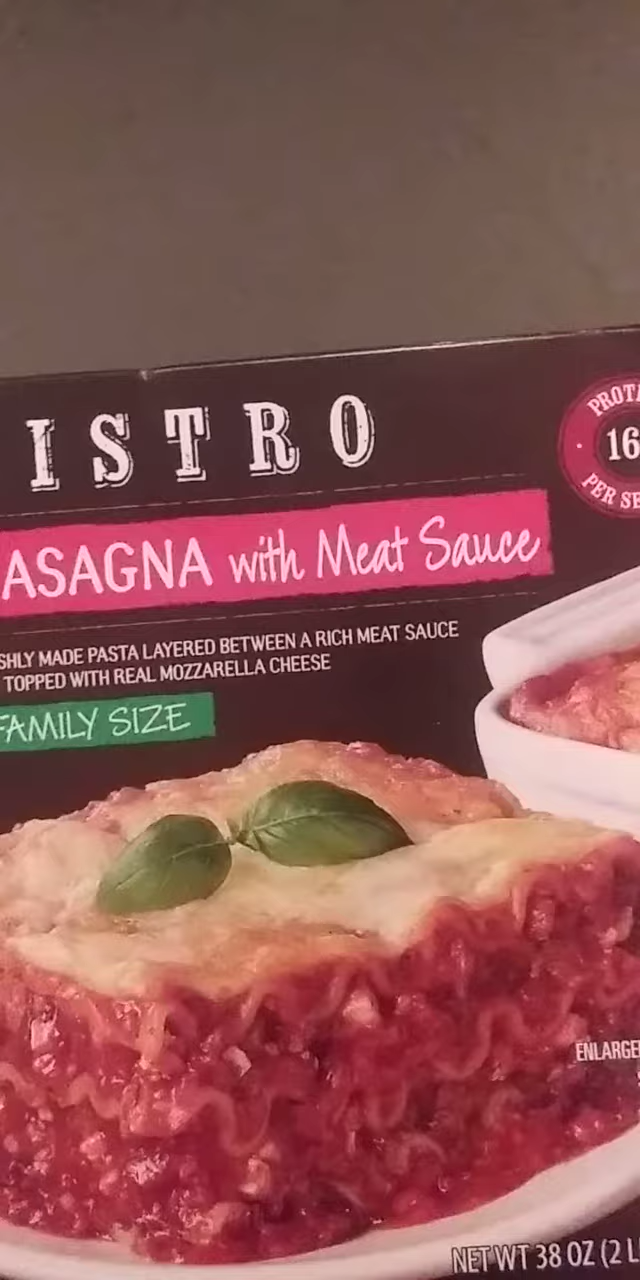 ISTRO
PROT
16
PER SE
ASAGNA with Meat Sauce
SHLY MADE PASTA LAYERED BETWEEN A RICH MEAT SAUCE
TOPPED WITH REAL MOZZARELLA CHEESE
FAMILY SIZE
ENLARGE
NET WT 38 OZ (2 L